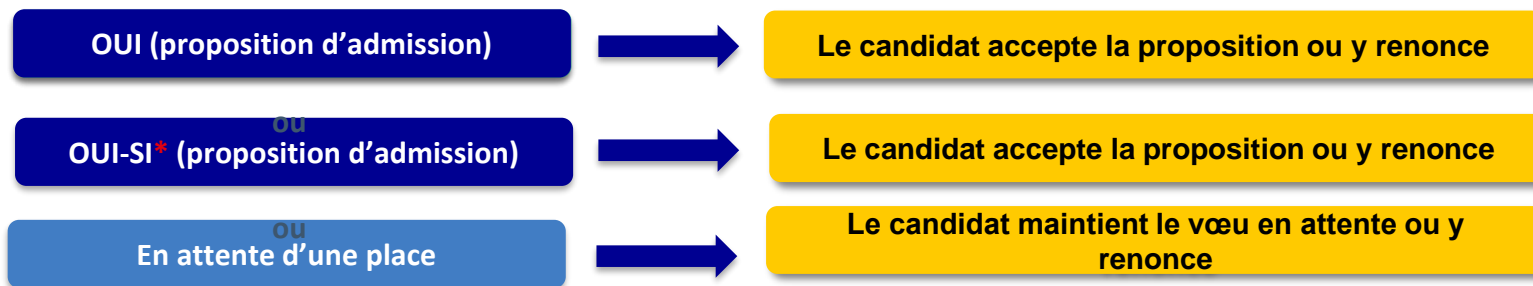 OUI (proposition d’admission)
Le candidat accepte la proposition ou y renonce
ou
OUI-SI* (proposition d’admission)
Le candidat accepte la proposition ou y renonce
ou
En attente d’une place
Le candidat maintient le vœu en attente ou y
renonce